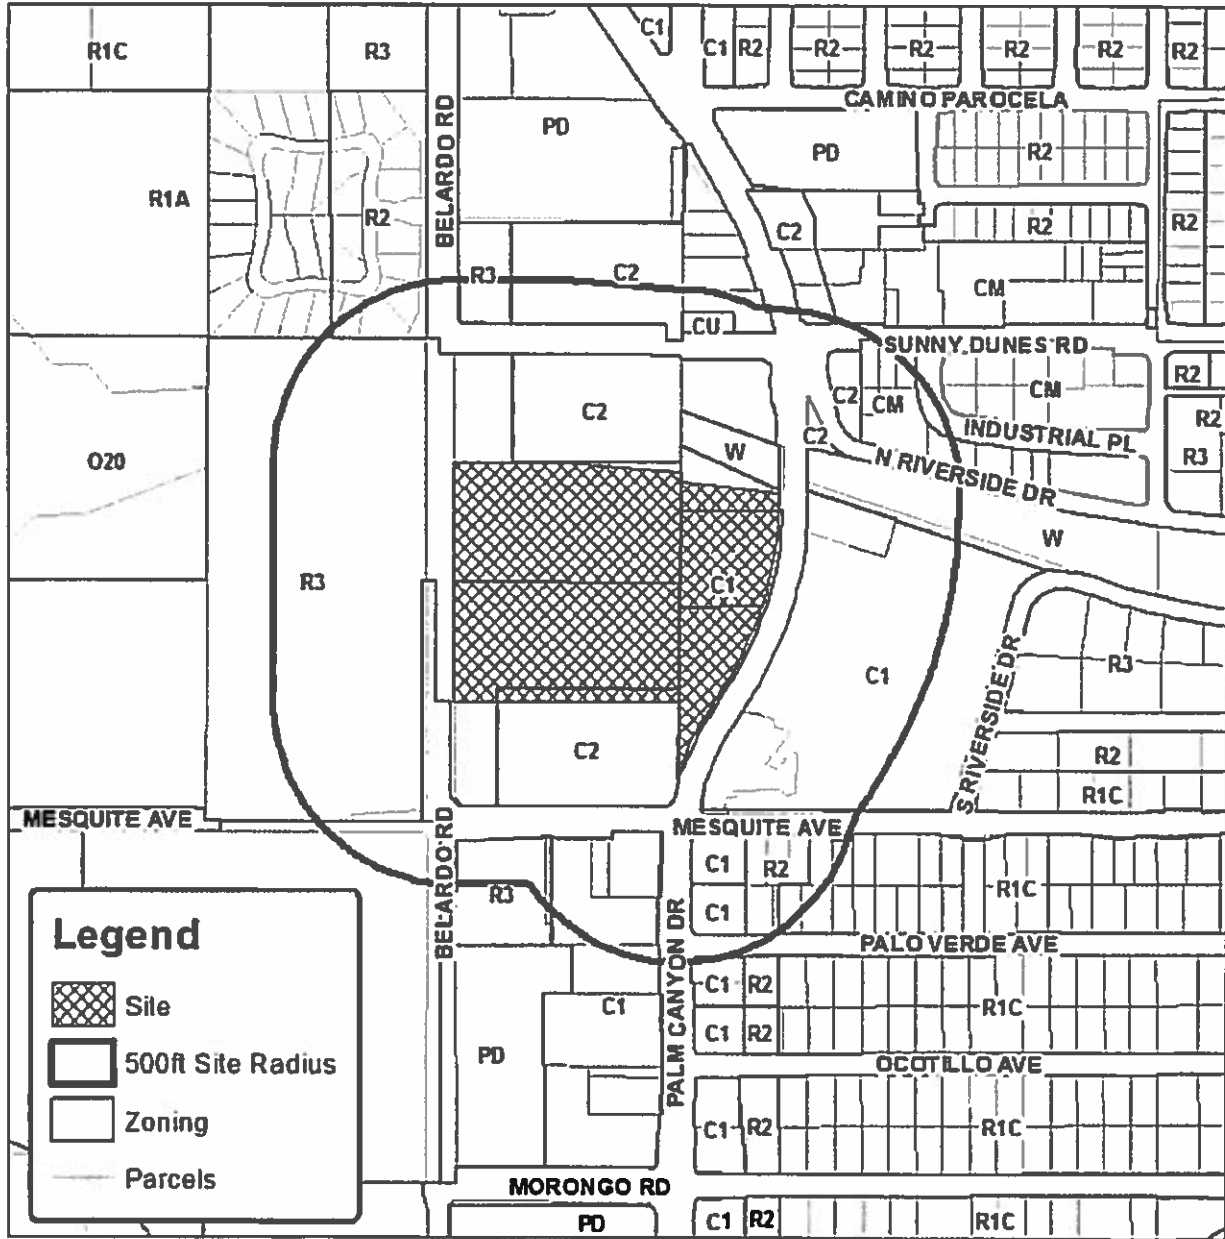 C1
C1
R2
R2
R2
R2
R2
R2
R1C
R3
CAMINO PAROCELA
PD
PD
R2
BELARDO RD
R1A
R2
R2
R2
C2
R3
C2
CM
CU
SUNNY DUNES RD
C2
C2
CM
CM
R2
R2
INDUSTRIAL PL
C2
W
N RIVERSIDE DR
R3
O20
W
R3
C1
S RIVERSIDE DR
R3
C1
C2
R2
R1C
MESQUITE AVE
MESQUITE AVE
BELARDO RD
C1
R2
R1C
R3
C1
PALM CANYON DR
PALO VERDE AVE
C1
R2
C1
R1C
C1
R2
PD
OCOTILLO AVE
C1
R2
R1C
MORONGO RD
PD
C1
R2
R1C
Legend
Site
500ft Site Radius
Zoning
Parcels